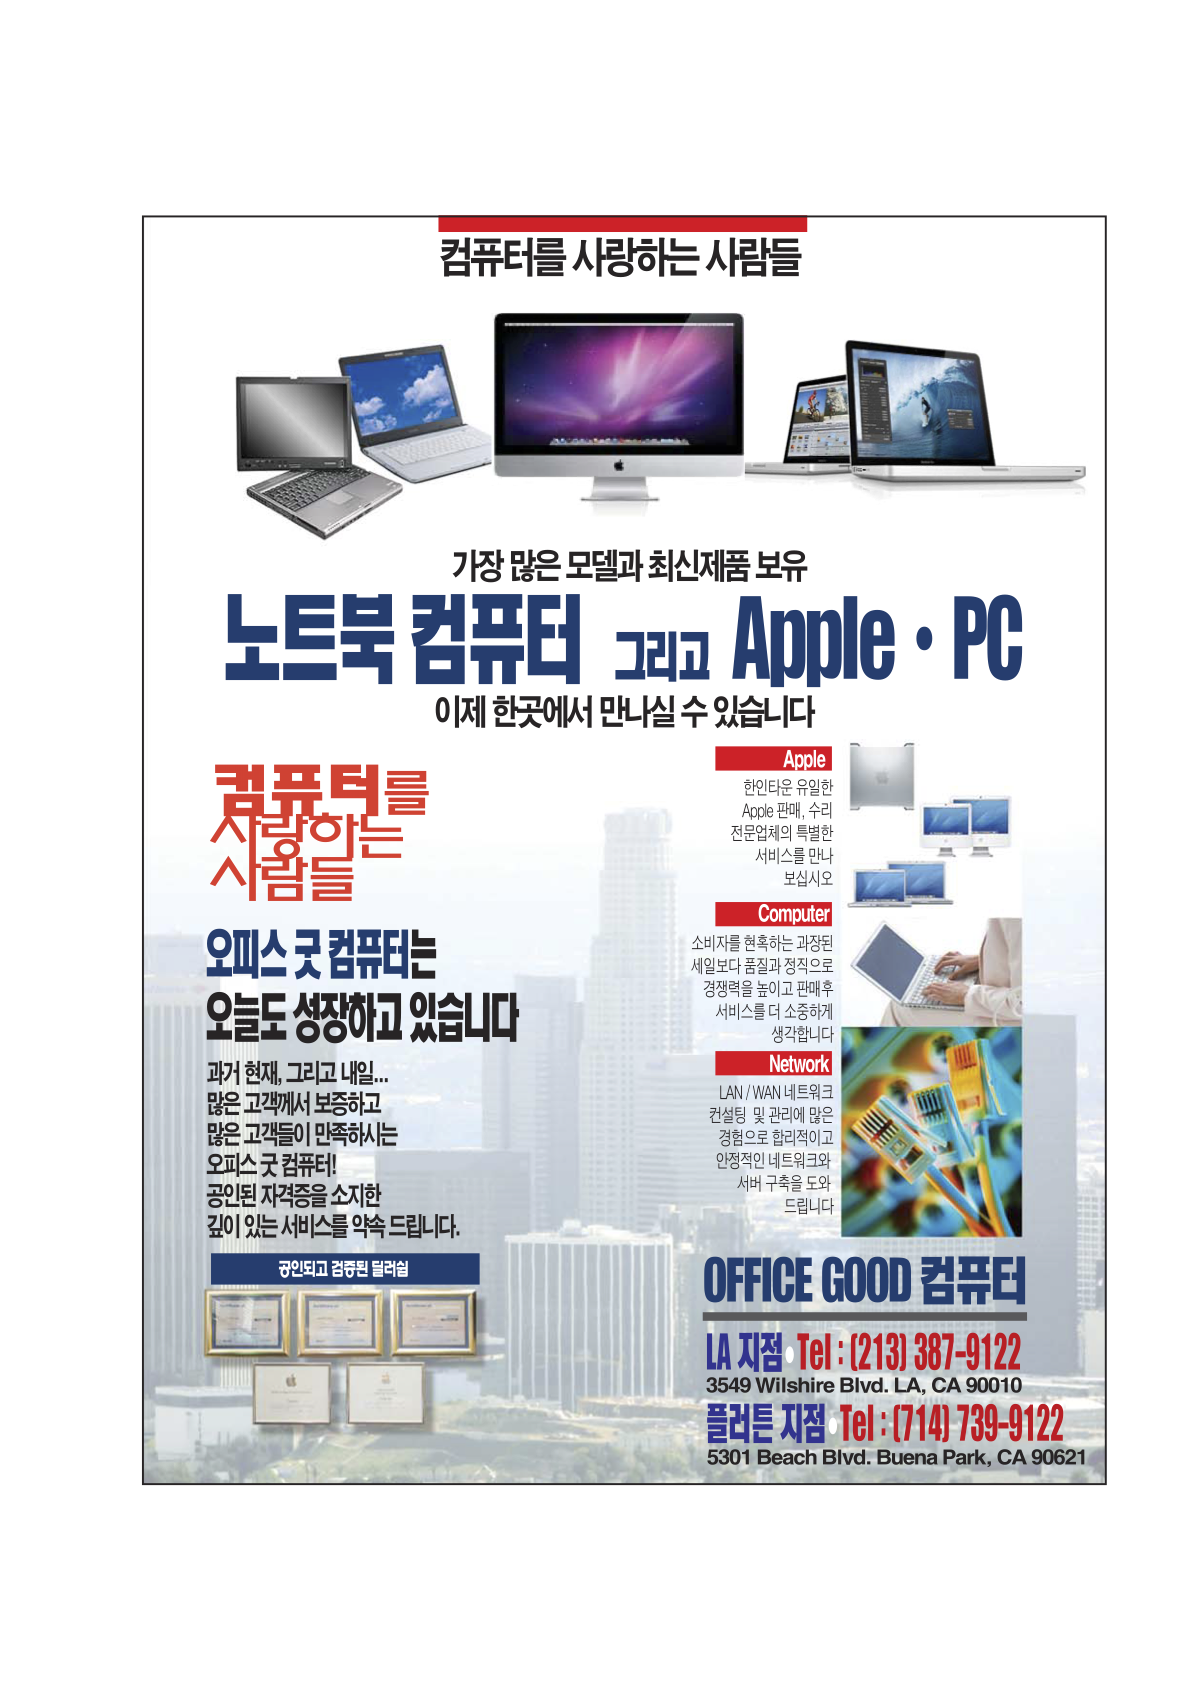 컴퓨터를 사랑하는 사람들
가장 많은 모델과 최신제품 보유
노트북 컴퓨터 그리고 Apple · PC
이제 한곳에서 만나실 수 있습니다
컴퓨터를
사랑하는
사람들
오피스 굿 컴퓨터는
오늘도 성장하고 있습니다
과거 현재, 그리고 내일...
많은 고객께서 보증하고
많은 고객들이 만족하시는
오피스 굿 컴퓨터!
공인된 자격증을 소지한
깊이 있는 서비스를 약속 드립니다.
공인되고 검증된 딜러쉽
Apple
한인타운 유일한
Apple 판매, 수리
전문업체의 특별한
서비스를 만나
보십시오
Computer
소비자를 현혹하는 과장된
세일보다 품질과 정직으로
경쟁력을 높이고 판매후
서비스를 더 소중하게
생각합니다
Network
LAN / WAN 네트워크
컨설팅 및 관리에 많은
경험으로 합리적이고
안정적인 네트워크와
서버 구축을 도와
드립니다
OFFICE GOOD 컴퓨터
LA 지점 Tel : (213) 387-9122
3549 Wilshire Blvd. LA, CA 90010
플러튼 지점 Tel : (714) 739-9122
5301 Beach Blvd. Buena Park, CA 90621